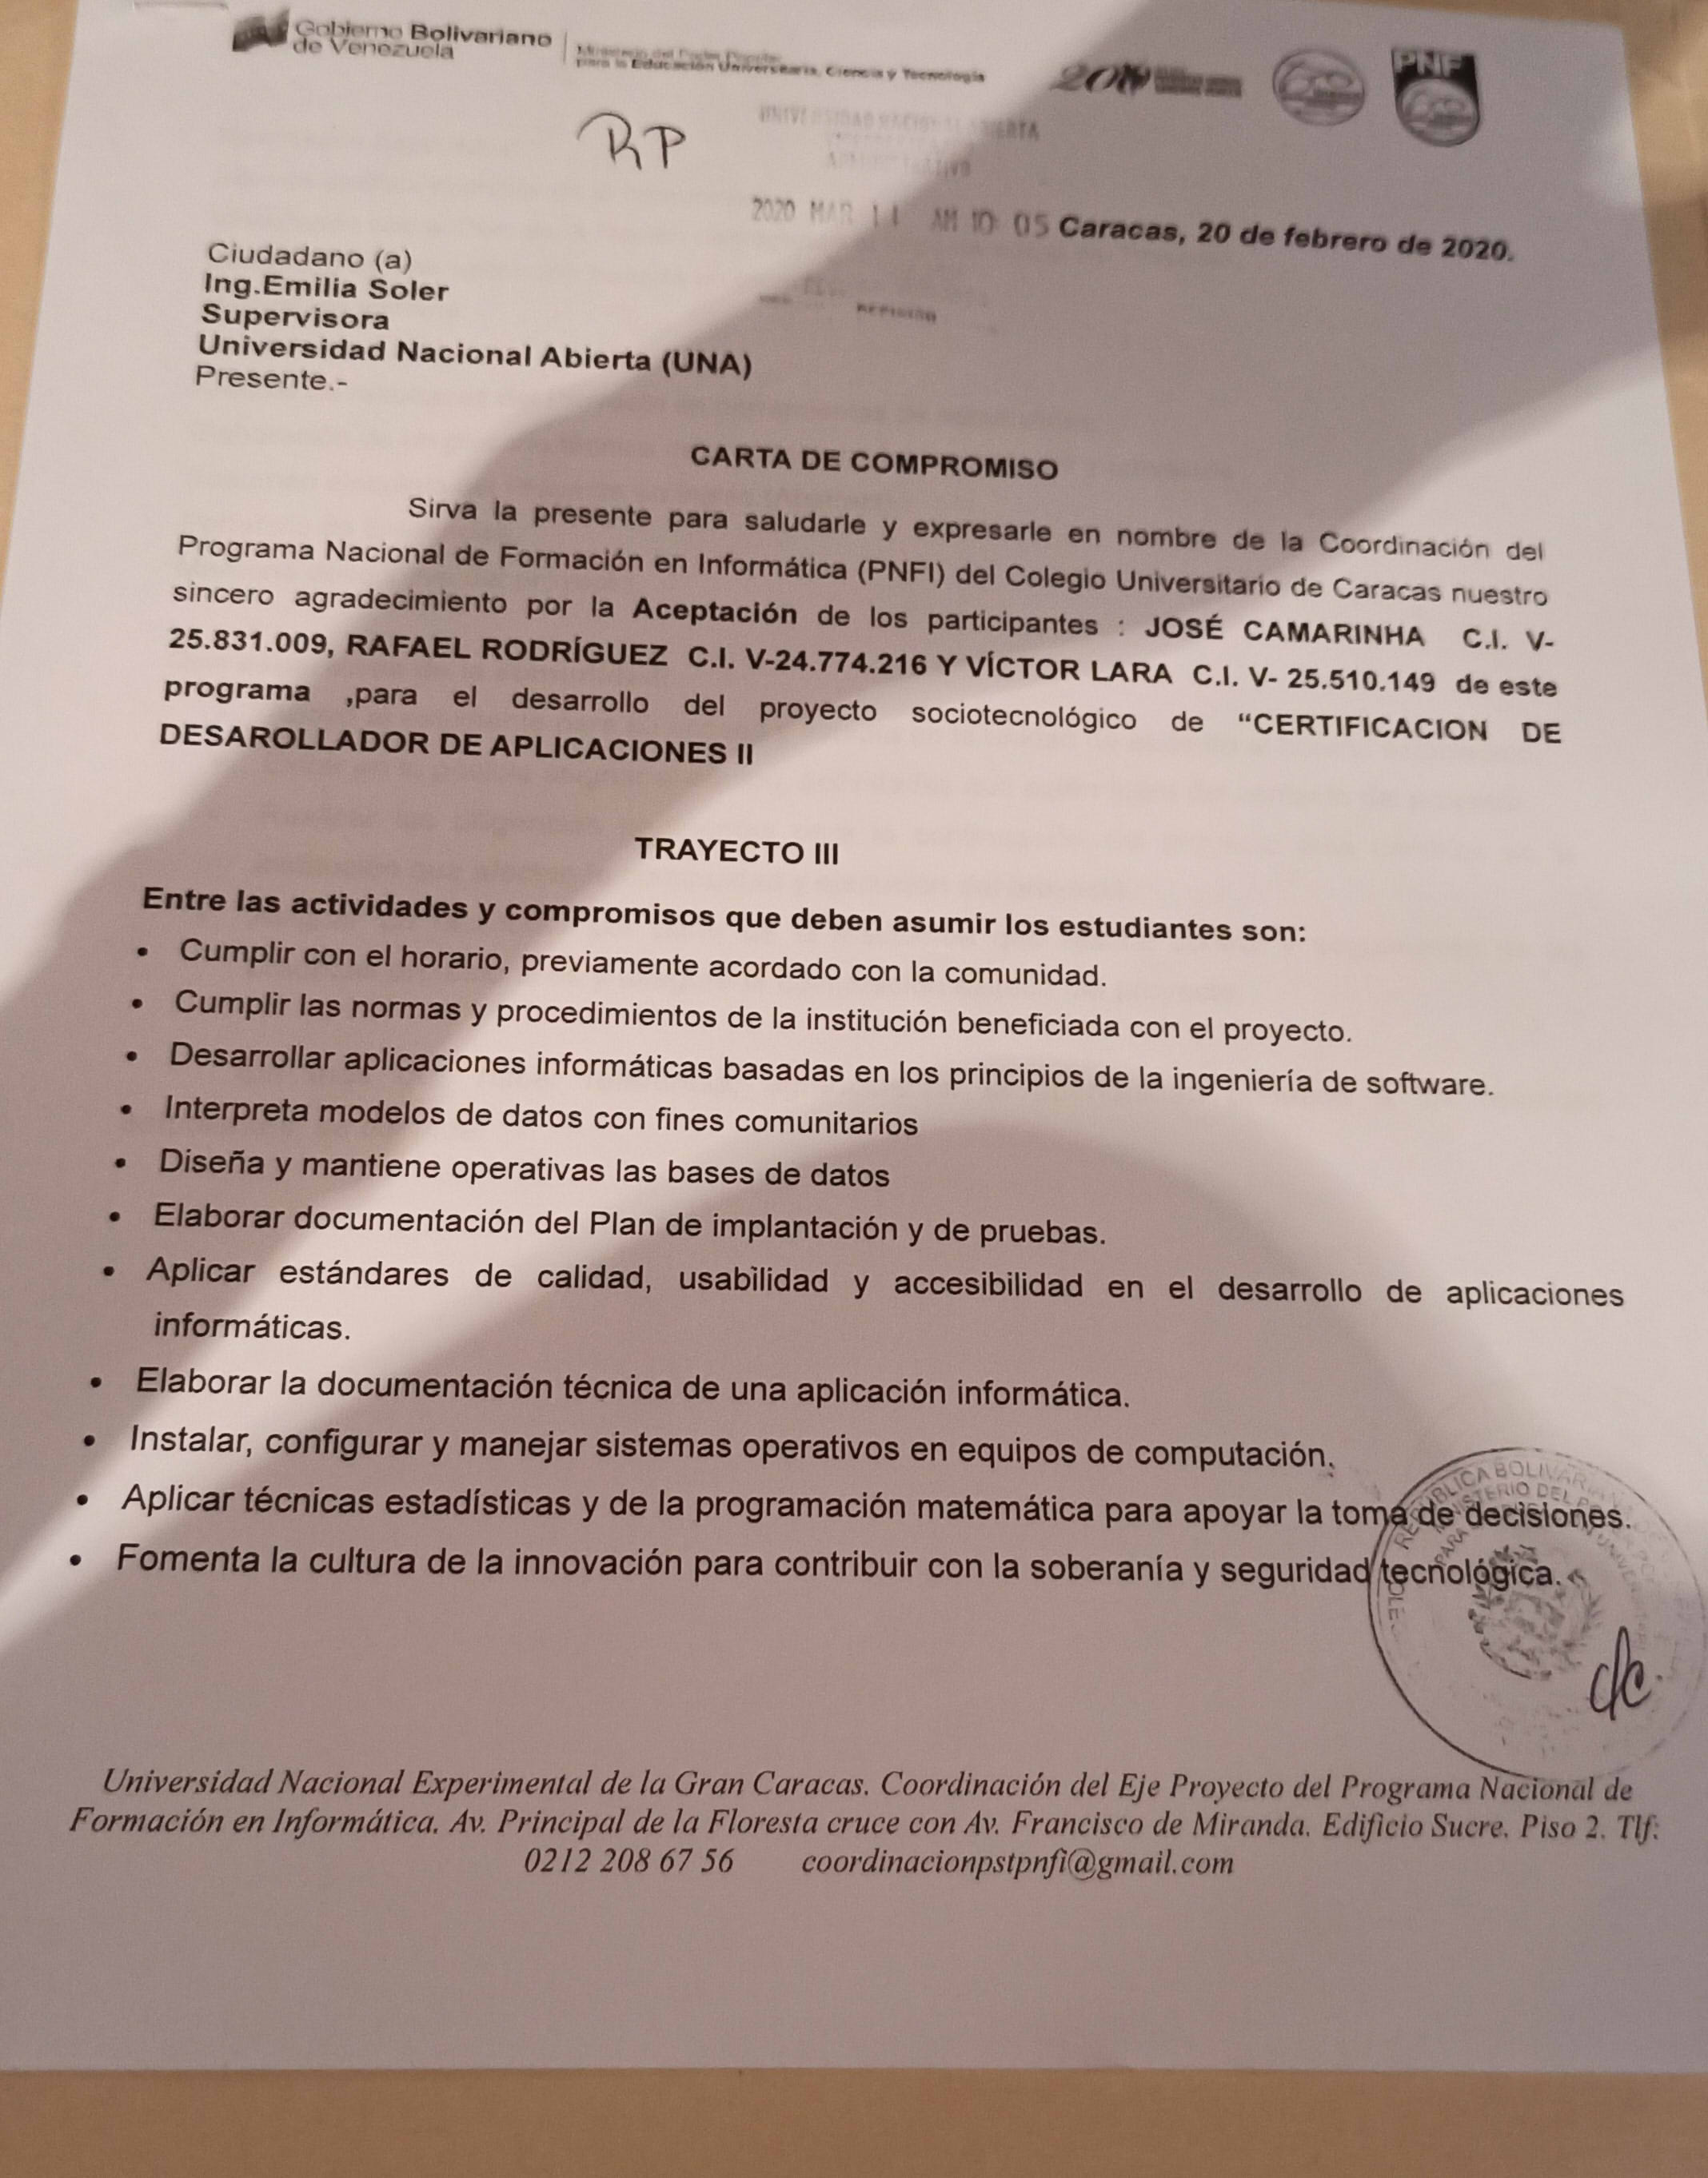 Gobierno Bolivariano
de Venezuela
Ministerio del Poder Popular
para la Educación Universitaria, Ciencia y Tecnología
PNF
RP
UNIVERSIDAD NACIONAL ABIERTA
2020 MAR 11 AM 10 05 Caracas, 20 de febrero de 2020.
Ciudadano (a)
Ing.Emilia Soler
Supervisora
Universidad Nacional Abierta (UNA)
Presente.-
CARTA DE COMPROMISO
Sirva la presente para saludarle y expresarle en nombre de la Coordinación del
Programa Nacional de Formación en Informática (PNFI) del Colegio Universitario de Caracas nuestro
sincero agradecimiento por la Aceptación de los participantes : JOSÉ CAMARINHA C.I. V-
25.831.009, RAFAEL RODRÍGUEZ C.I. V-24.774.216 Y VÍCTOR LARA C.I. V- 25.510.149 de este
programa ,para el desarrollo del proyecto sociotecnológico de “CERTIFICACION DE
DESAROLLADOR DE APLICACIONES II
TRAYECTO III
Entre las actividades y compromisos que deben asumir los estudiantes son:
• Cumplir con el horario, previamente acordado con la comunidad.
• Cumplir las normas y procedimientos de la institución beneficiada con el proyecto.
• Desarrollar aplicaciones informáticas basadas en los principios de la ingeniería de software.
• Interpreta modelos de datos con fines comunitarios
• Diseña y mantiene operativas las bases de datos
• Elaborar documentación del Plan de implantación y de pruebas.
• Aplicar estándares de calidad, usabilidad y accesibilidad en el desarrollo de aplicaciones
informáticas.
• Elaborar la documentación técnica de una aplicación informática.
• Instalar, configurar y manejar sistemas operativos en equipos de computación.
• Aplicar técnicas estadísticas y de la programación matemática para apoyar la toma de decisiones.
• Fomenta la cultura de la innovación para contribuir con la soberanía y seguridad tecnológica.
Universidad Nacional Experimental de la Gran Caracas. Coordinación del Eje Proyecto del Programa Nacional de
Formación en Informática. Av. Principal de la Floresta cruce con Av. Francisco de Miranda. Edificio Sucre. Piso 2. Tlf:
0212 208 67 56 coordinacionpstpnfi@gmail.com